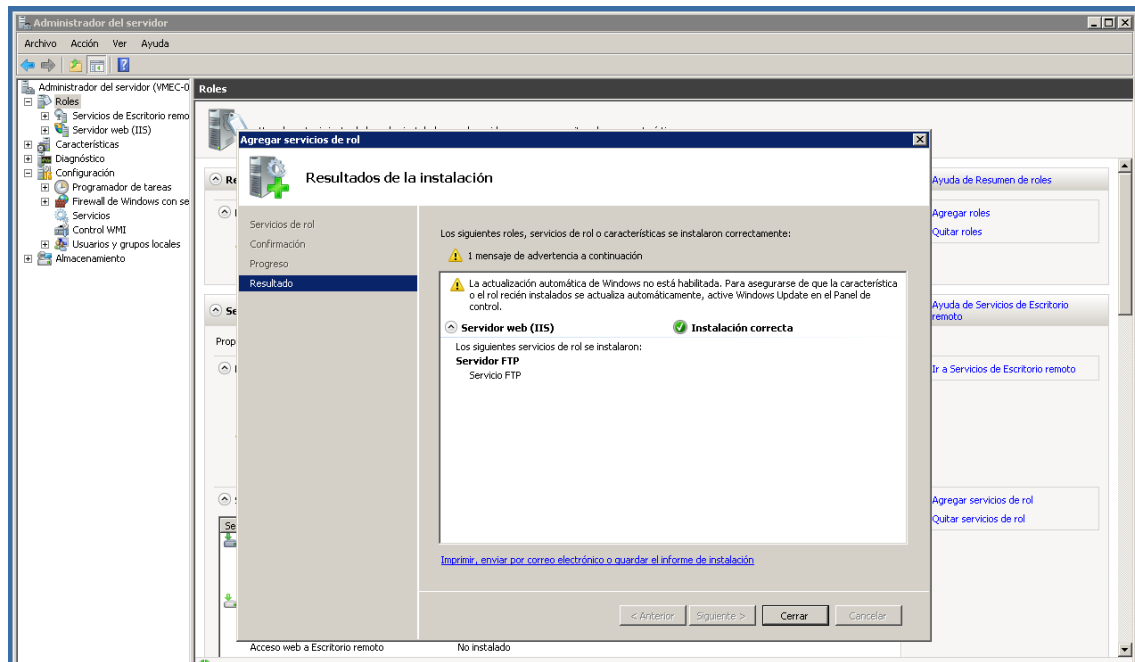 Administrador del servidor
Archivo Acción Ver Ayuda
Administrador del servidor (VMEC-0
Roles
Servicios de Escritorio remo
Servidor web (IIS)
Características
Diagnóstico
Configuración
Programador de tareas
Firewall de Windows con se
Servicios
Control WMI
Usuarios y grupos locales
Almacenamiento
Roles
Re
Ayuda de Resumen de roles
Agregar roles
Quitar roles
Se
Ayuda de Servicios de Escritorio
remoto
Prop
Ir a Servicios de Escritorio remoto
Agregar servicios de rol
Quitar servicios de rol
Se
Acceso web a Escritorio remoto No instalado
Agregar servicios de rol
Resultados de la instalación
Servicios de rol
Confirmación
Progreso
Resultado
Los siguientes roles, servicios de rol o características se instalaron correctamente:
1 mensaje de advertencia a continuación
La actualización automática de Windows no está habilitada. Para asegurarse de que la característica
o el rol recién instalados se actualiza automáticamente, active Windows Update en el Panel de
control.
Servidor web (IIS) Instalación correcta
Los siguientes servicios de rol se instalaron:
Servidor FTP
Servicio FTP
Imprimir, enviar por correo electrónico o guardar el informe de instalación
< Anterior Siguiente > Cerrar Cancelar